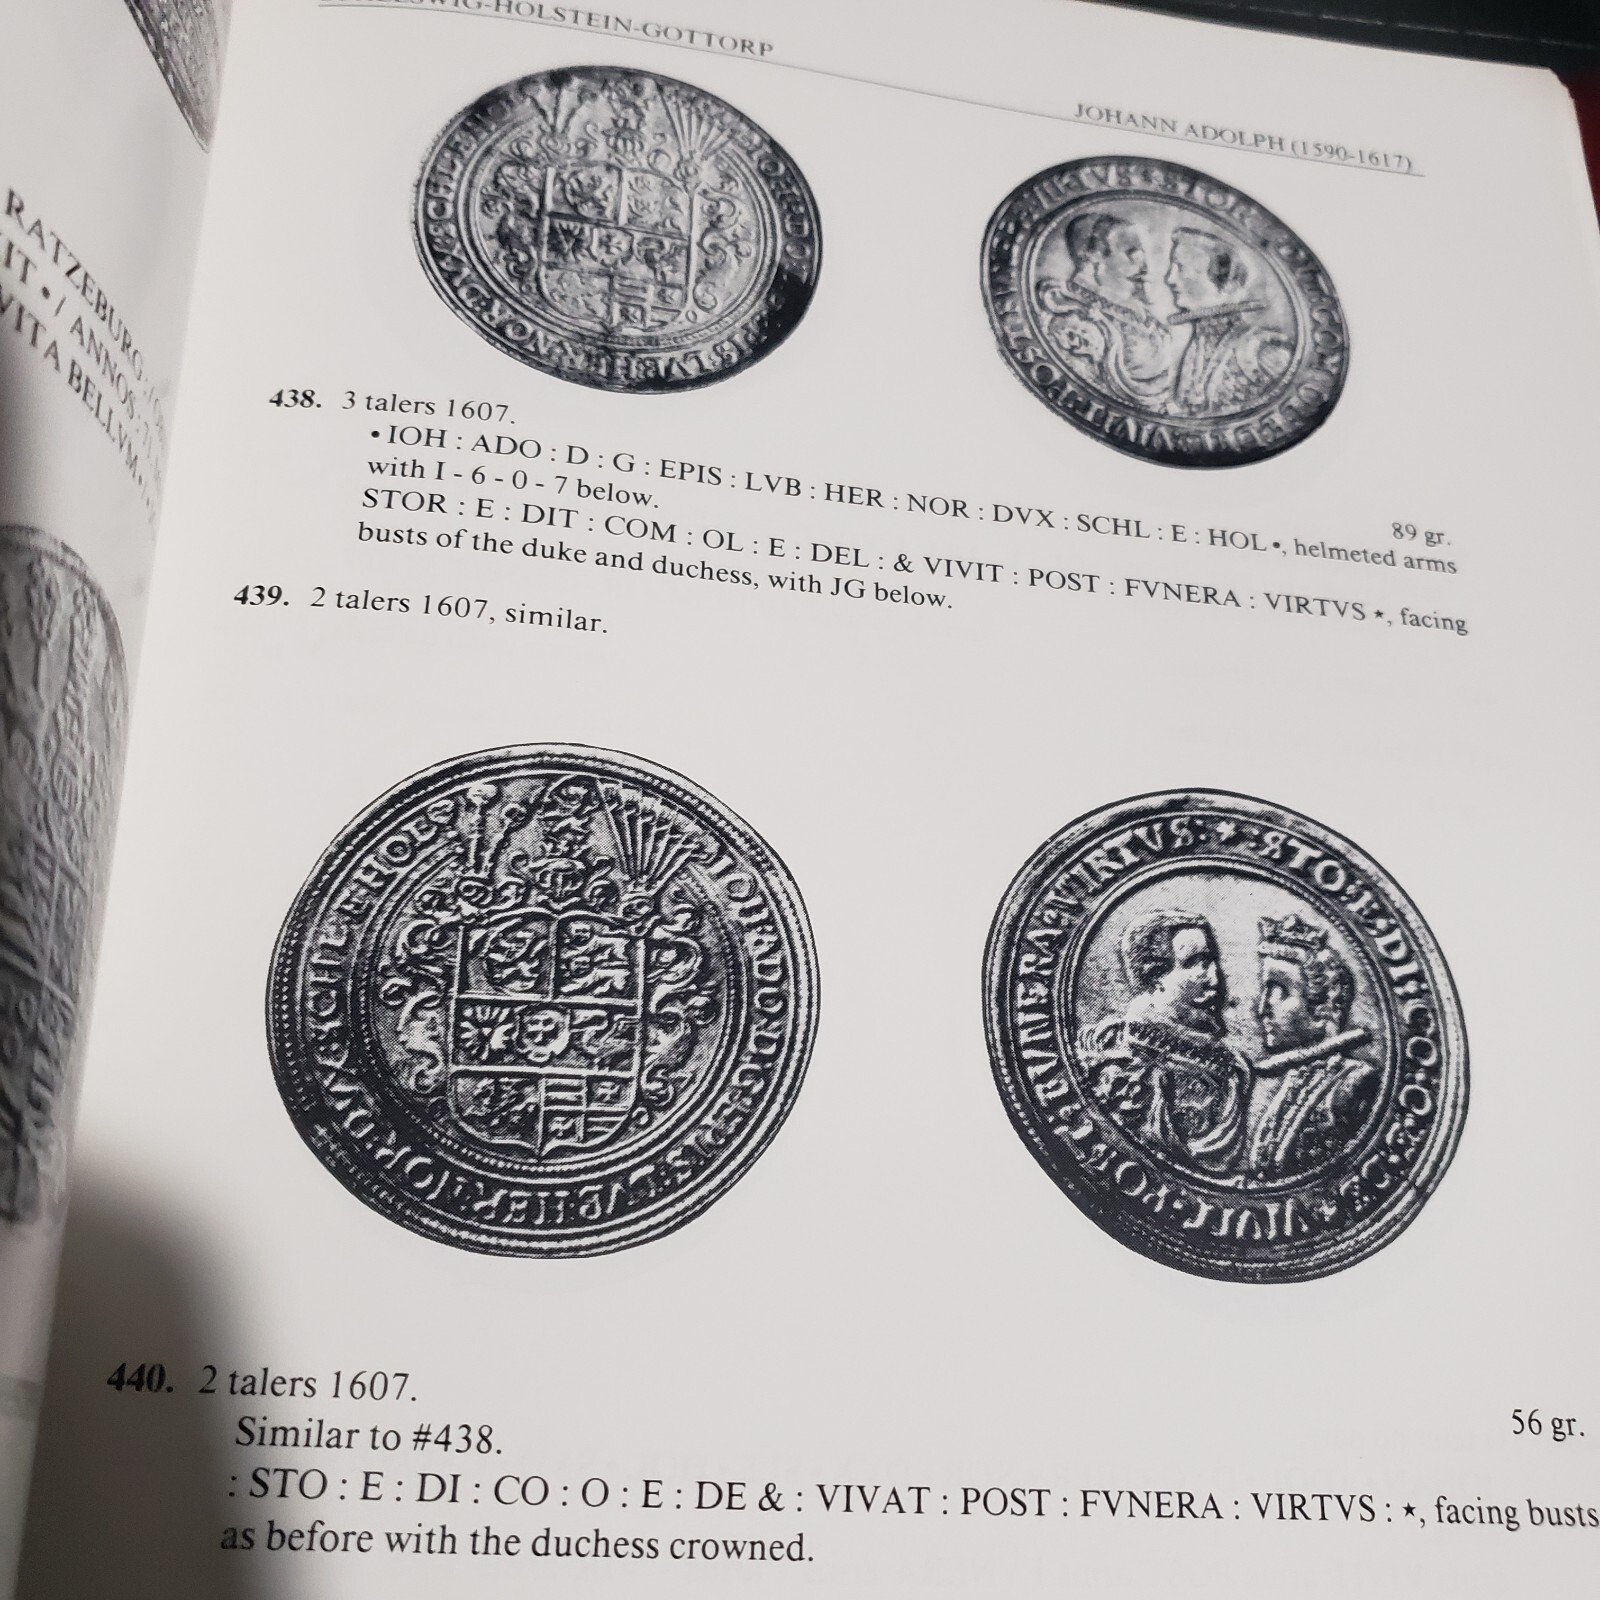 RATZEBURG
IT • / ANNOS
VITA BELLVM
-HOLSTEIN-GOTTORP
JOHANN ADOLPH (1590-1617)
438. 3 talers 1607.
89 gr.
• IOH : ADO : D : G : EPIS : LVB : HER : NOR : DVX : SCHL : E : HOL •, helmeted arms
with I - 6 - 0 - 7 below.
STOR : E : DIT : COM : OL : E : DEL : & VIVIT : POST : FVNERA : VIRTVS ⋆, facing
busts of the duke and duchess, with JG below.
439. 2 talers 1607, similar.
440. 2 talers 1607.
56 gr.
Similar to #438.
: STO : E : DI : CO : O : E : DE & : VIVAT : POST : FVNERA : VIRTVS : ⋆, facing busts
as before with the duchess crowned.